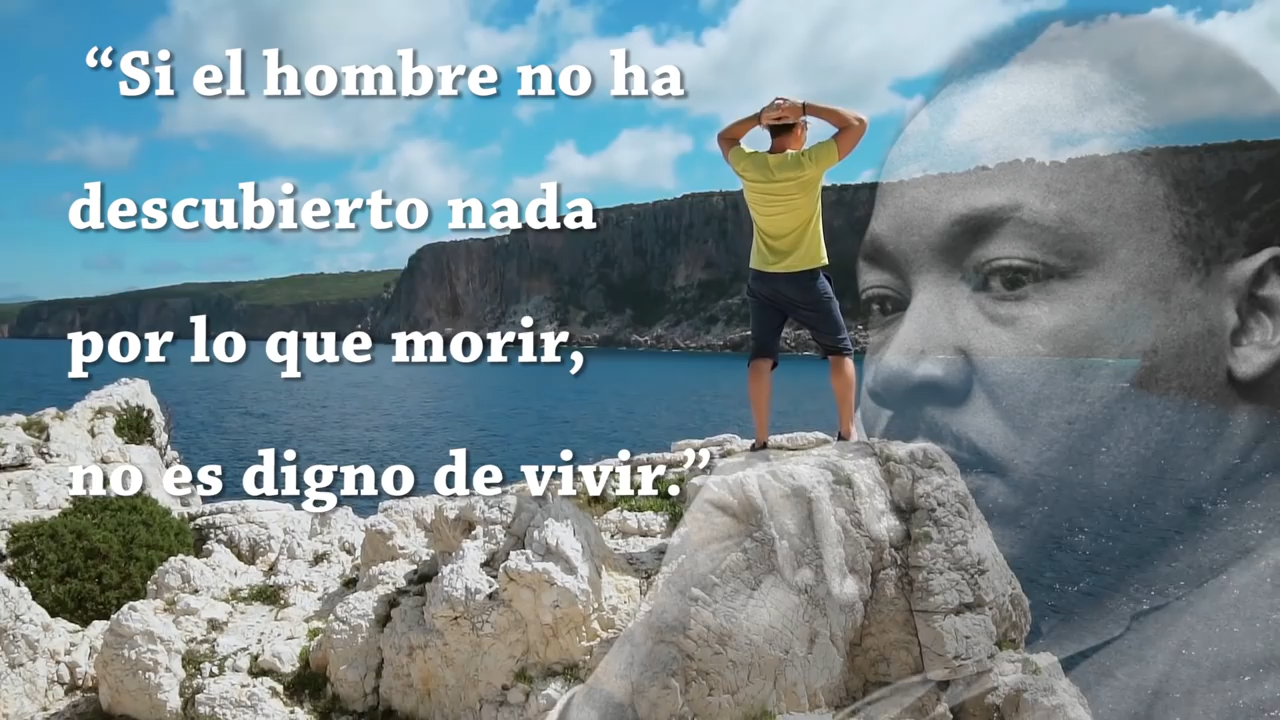 “Si el hombre no ha
descubierto nada
por lo que morir,
no es digno de vivir.”